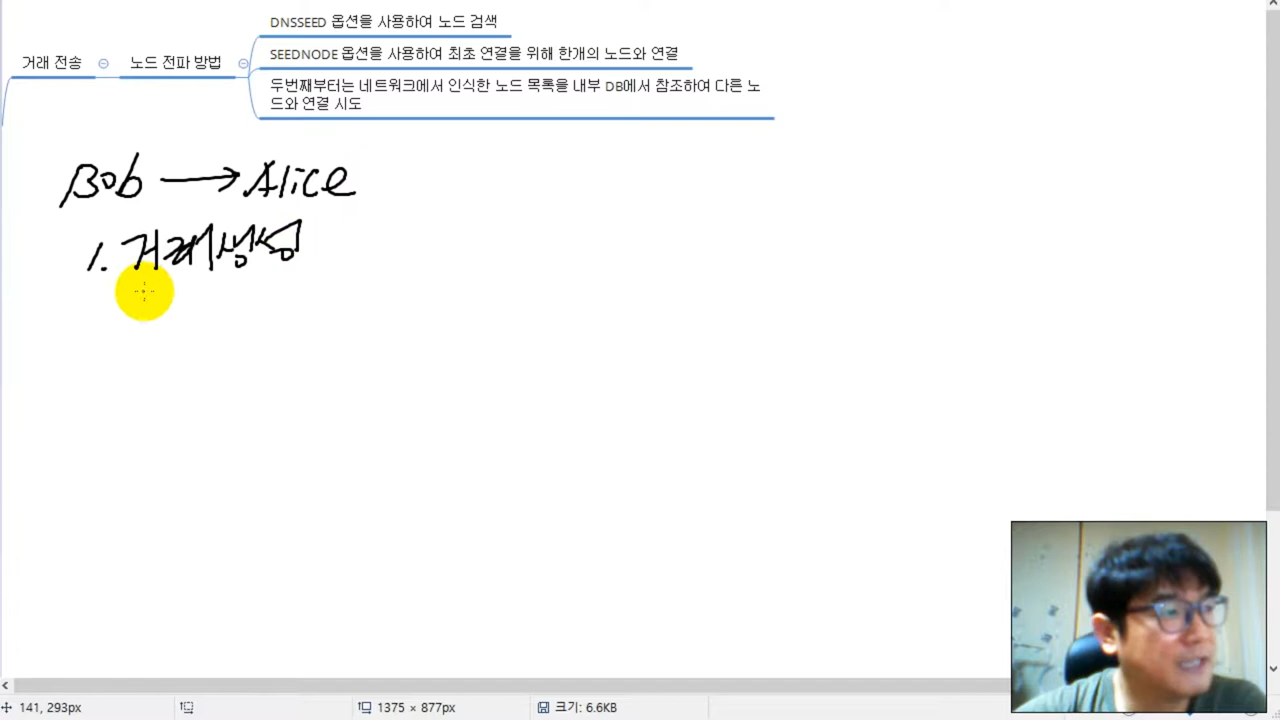 DNSSEED 옵션을 사용하여 노드 검색
거래 전송
노드 전파 방법
SEEDNODE 옵션을 사용하여 최초 연결을 위해 한개의 노드와 연결
두번째부터는 네트워크에서 인식한 노드 목록을 내부 DB에서 참조하여 다른 노
드와 연결 시도
Bob → Alice
1. 거래생성
141, 293px
1375 × 877px
크기: 6.6KB